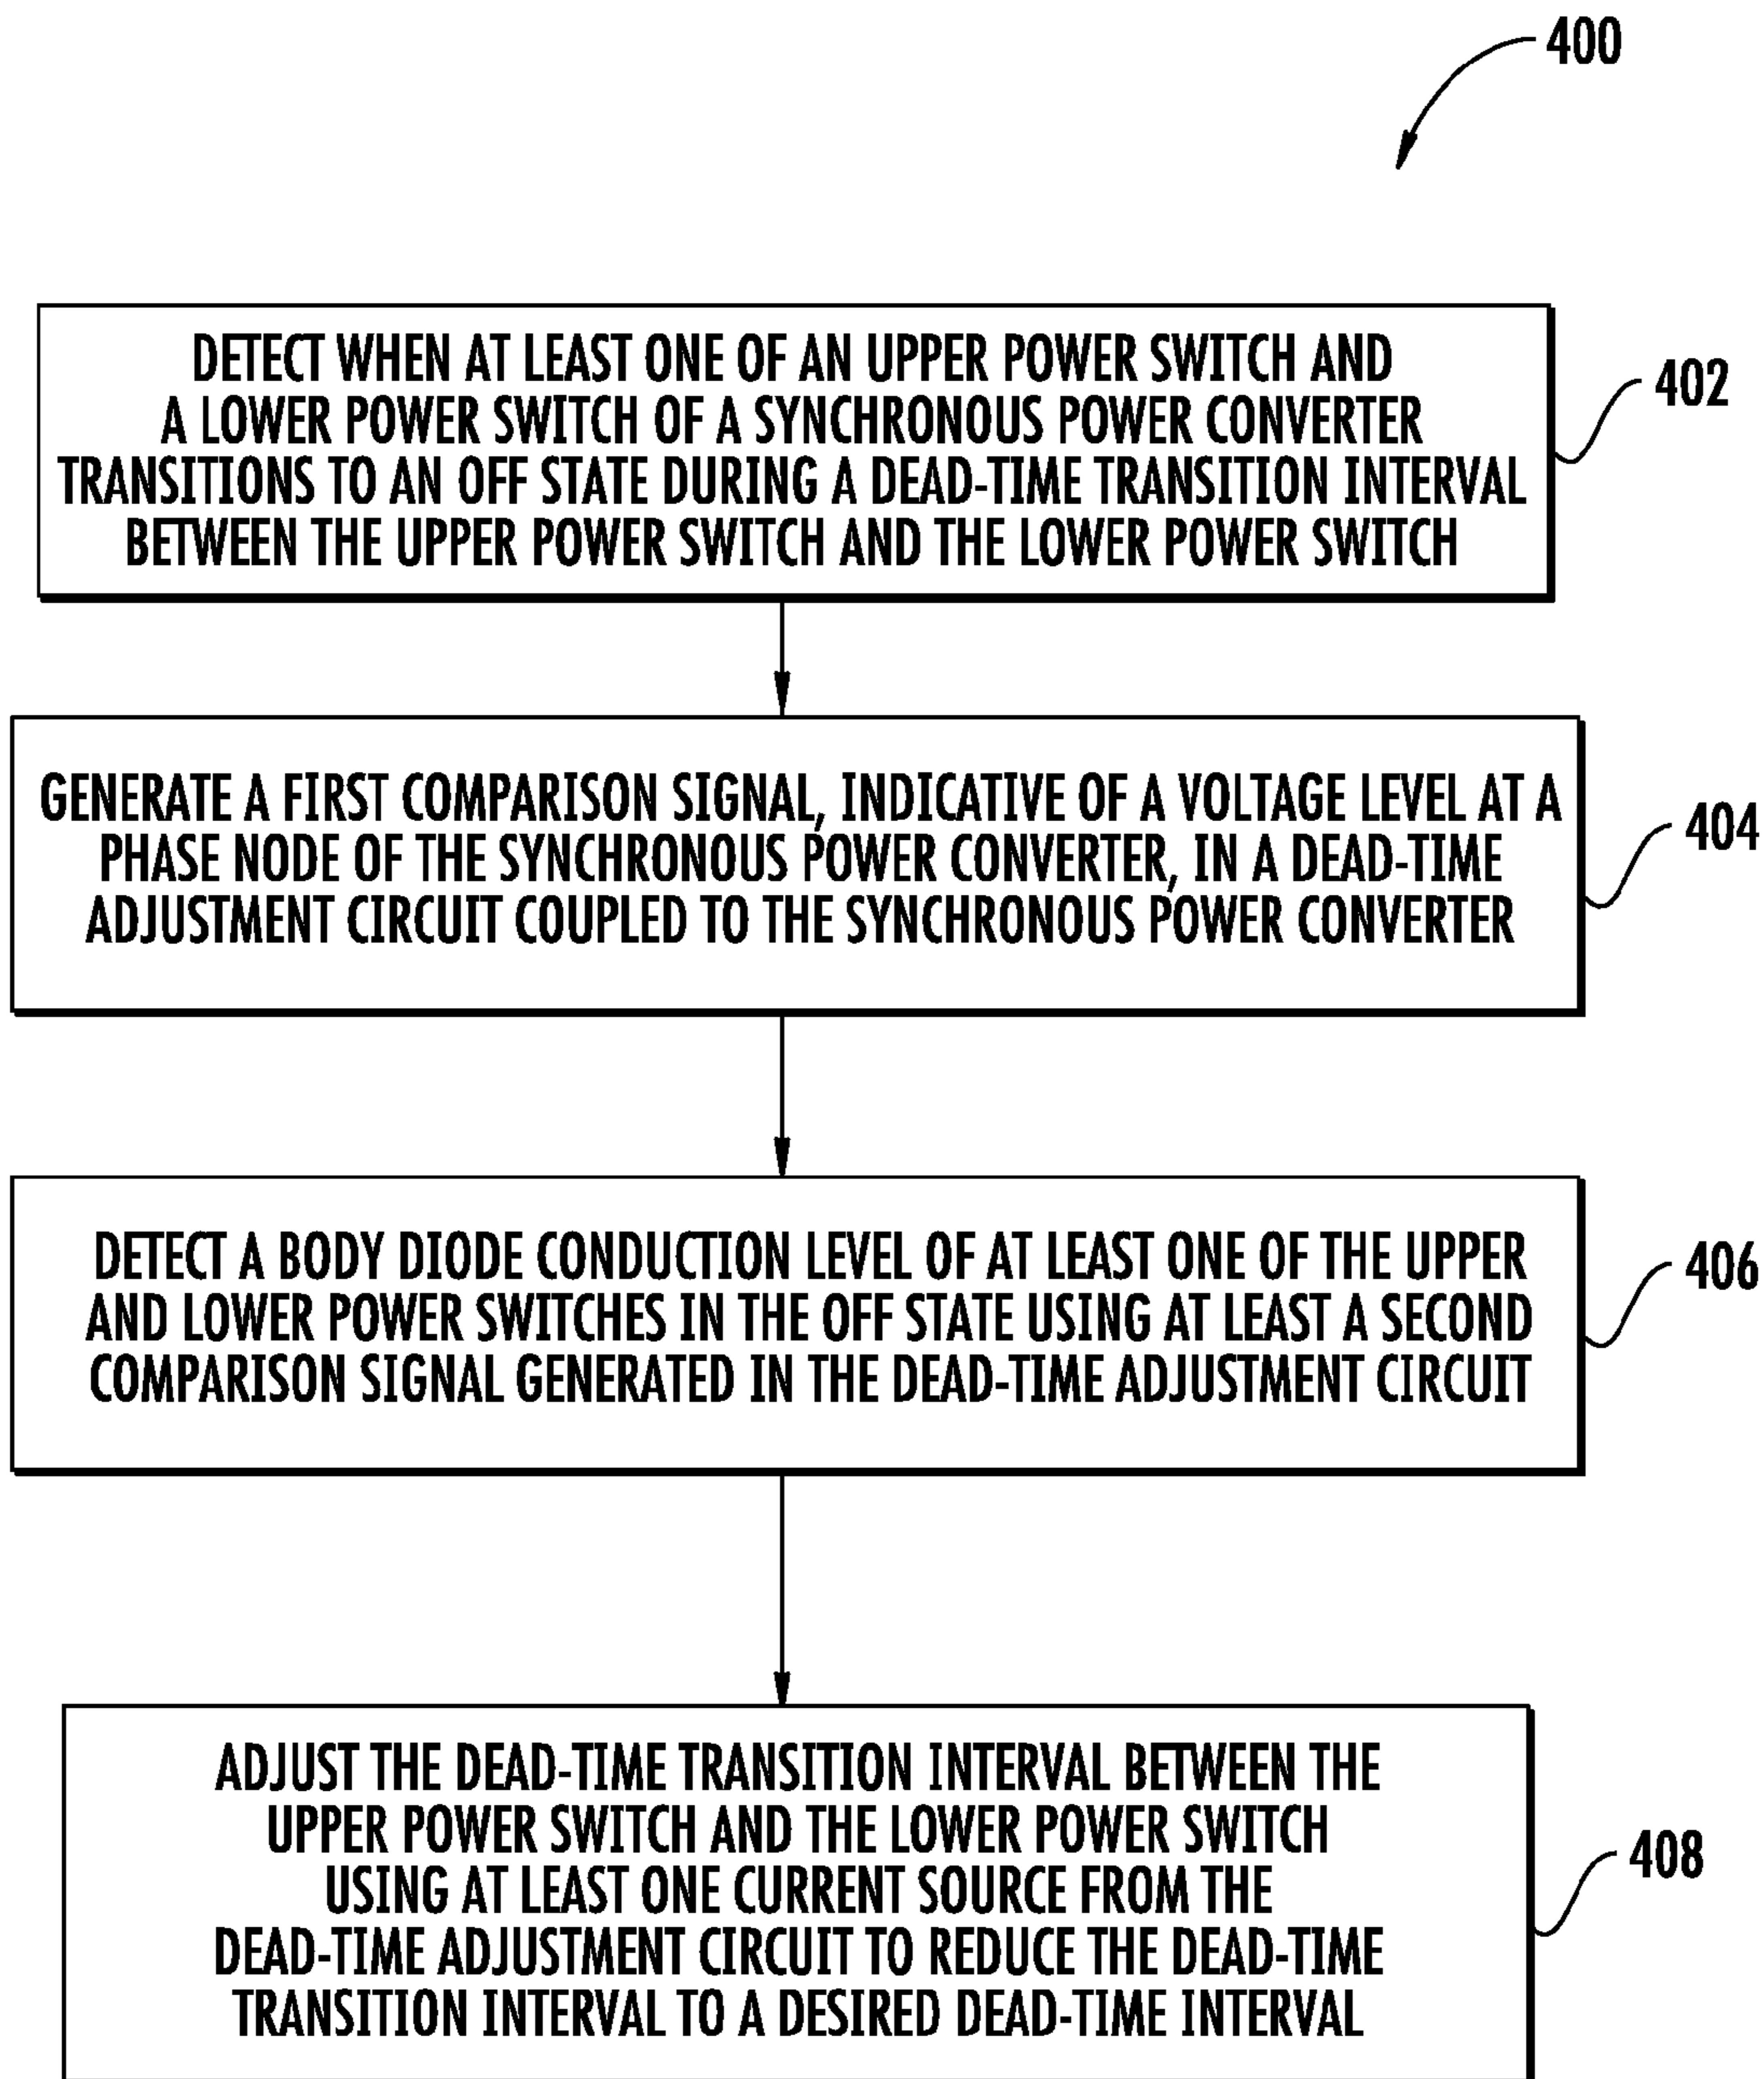 400
DETECT WHEN AT LEAST ONE OF AN UPPER POWER SWITCH AND
A LOWER POWER SWITCH OF A SYNCHRONOUS POWER CONVERTER
TRANSITIONS TO AN OFF STATE DURING A DEAD-TIME TRANSITION INTERVAL
BETWEEN THE UPPER POWER SWITCH AND THE LOWER POWER SWITCH
402
GENERATE A FIRST COMPARISON SIGNAL, INDICATIVE OF A VOLTAGE LEVEL AT A
PHASE NODE OF THE SYNCHRONOUS POWER CONVERTER, IN A DEAD-TIME
ADJUSTMENT CIRCUIT COUPLED TO THE SYNCHRONOUS POWER CONVERTER
404
DETECT A BODY DIODE CONDUCTION LEVEL OF AT LEAST ONE OF THE UPPER
AND LOWER POWER SWITCHES IN THE OFF STATE USING AT LEAST A SECOND
COMPARISON SIGNAL GENERATED IN THE DEAD-TIME ADJUSTMENT CIRCUIT
406
ADJUST THE DEAD-TIME TRANSITION INTERVAL BETWEEN THE
UPPER POWER SWITCH AND THE LOWER POWER SWITCH
USING AT LEAST ONE CURRENT SOURCE FROM THE
DEAD-TIME ADJUSTMENT CIRCUIT TO REDUCE THE DEAD-TIME
TRANSITION INTERVAL TO A DESIRED DEAD-TIME INTERVAL
408